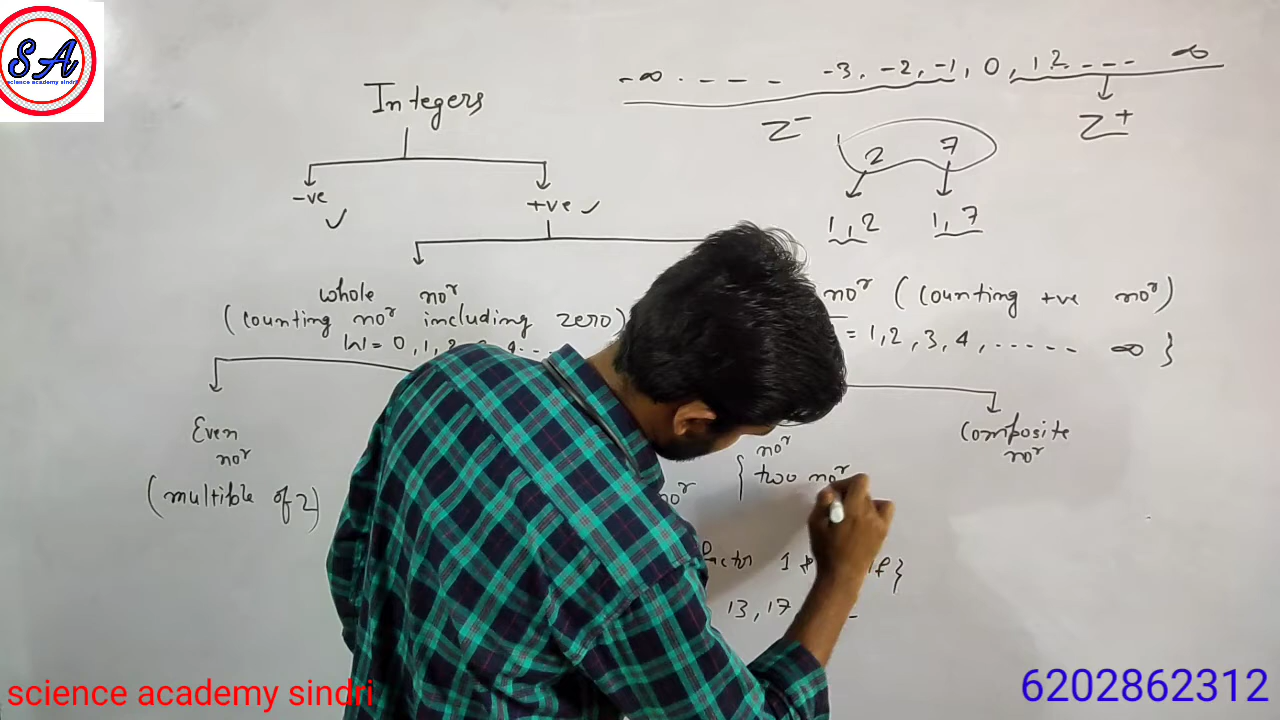 SA
science academy sindri
-∞ . - - - - -3, -2, -1, 0, 1 2 . - - - ∞
Integers
Z⁻
Z⁺
2 7
-ve
+ve
1, 2
1, 7
whole noʳ
noʳ (counting +ve noʳ)
(counting noʳ including zero)
W = 0, 1, 2
= 1, 2, 3, 4, ...... ∞ }
Even
noʳ
Composite
noʳ
noʳ
(multiple of 2)
noʳ
{ two noʳ
1
}
13, 17
science academy sindri
6202862312